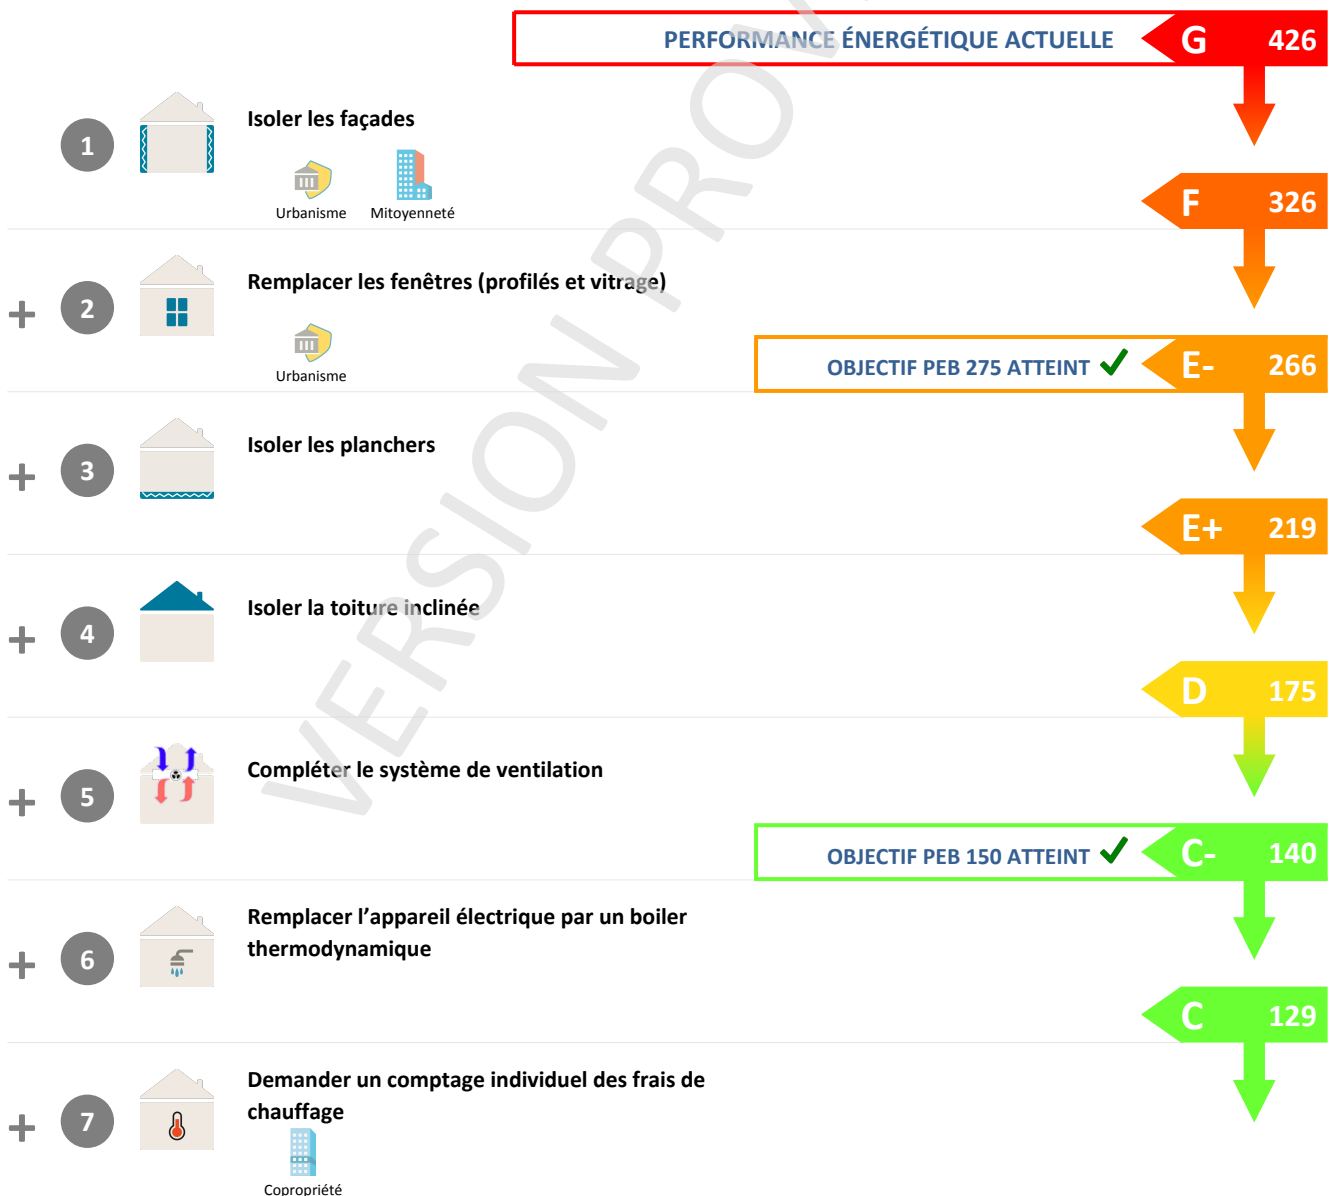 PERFORMANCE ÉNERGÉTIQUE ACTUELLE G 426
1 Isoler les façades
Urbanisme Mitoyenneté
F 326
+ 2 Remplacer les fenêtres (profilés et vitrage)
Urbanisme
OBJECTIF PEB 275 ATTEINT E- 266
+ 3 Isoler les planchers
E+ 219
+ 4 Isoler la toiture inclinée
D 175
+ 5 Compléter le système de ventilation
OBJECTIF PEB 150 ATTEINT C- 140
+ 6 Remplacer l'appareil électrique par un boiler
thermodynamique
C 129
+ 7 Demander un comptage individuel des frais de
chauffage
Copropriété
VERSION PROV